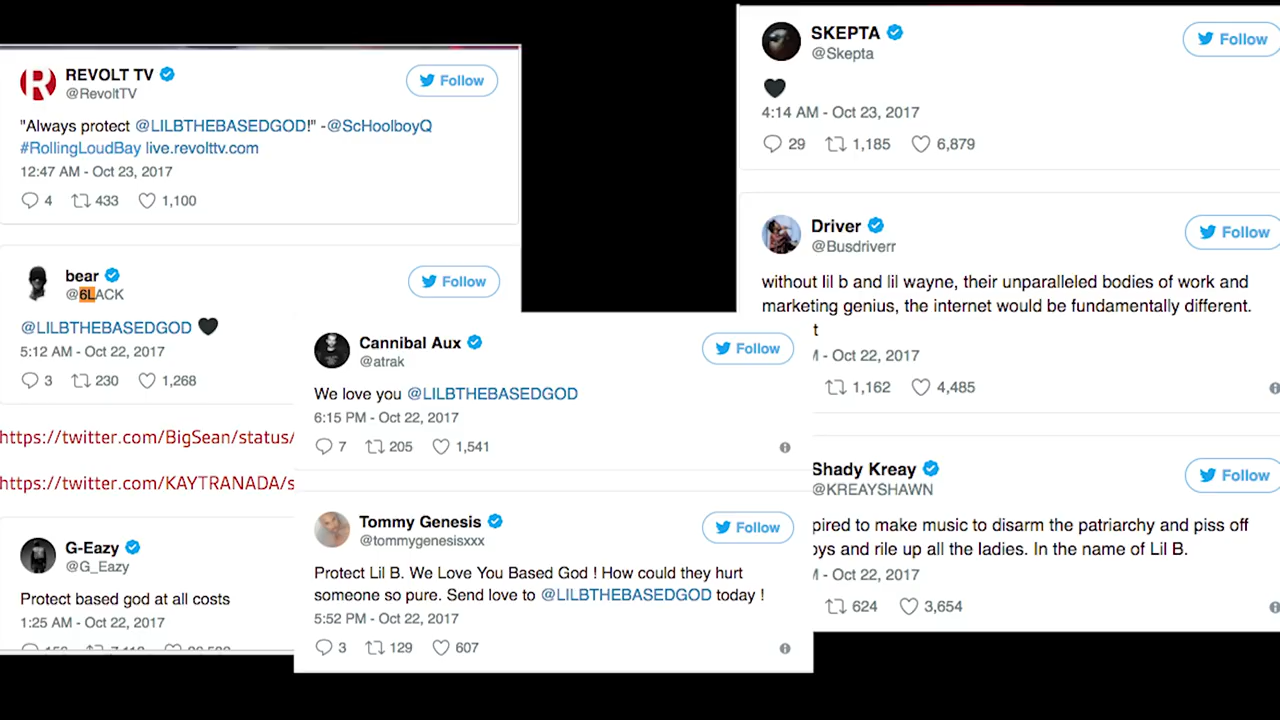 REVOLT TV
@RevoltTV
Follow
"Always protect @LILBTHEBASEDGOD!" -@ScHoolboyQ
#RollingLoudBay live.revolttv.com
12:47 AM - Oct 23, 2017
4 433 1,100
bear
@6LACK
Follow
@LILBTHEBASEDGOD 🖤
5:12 AM - Oct 22, 2017
3 230 1,268
https://twitter.com/BigSean/status/
https://twitter.com/KAYTRANADA/s
G-Eazy
@G_Eazy
Protect based god at all costs
1:25 AM - Oct 22, 2017
Cannibal Aux
@atrak
Follow
We love you @LILBTHEBASEDGOD
6:15 PM - Oct 22, 2017
7 205 1,541
Tommy Genesis
@tommygenesisxxx
Follow
Protect Lil B. We Love You Based God ! How could they hurt
someone so pure. Send love to @LILBTHEBASEDGOD today !
5:52 PM - Oct 22, 2017
3 129 607
SKEPTA
@Skepta
Follow
🖤
4:14 AM - Oct 23, 2017
29 1,185 6,879
Driver
@Busdriverr
Follow
without lil b and lil wayne, their unparalleled bodies of work and
marketing genius, the internet would be fundamentally different.
t
M - Oct 22, 2017
1,162 4,485
Shady Kreay
@KREAYSHAWN
Follow
pired to make music to disarm the patriarchy and piss off
oys and rile up all the ladies. In the name of Lil B.
M - Oct 22, 2017
624 3,654